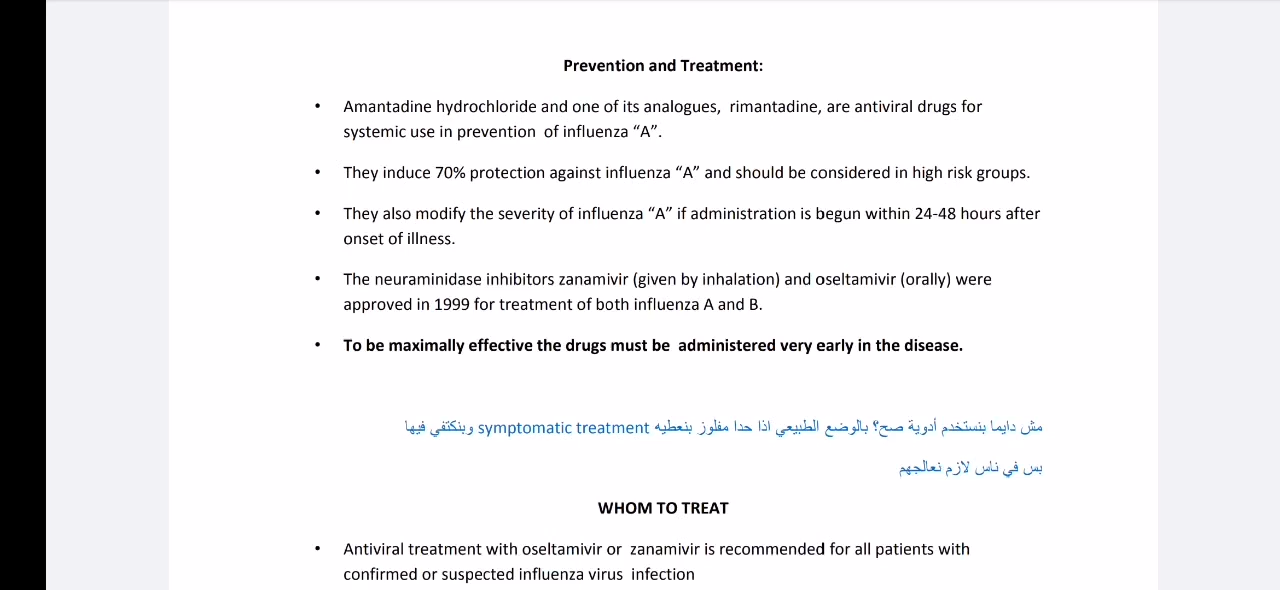 Prevention and Treatment:
• Amantadine hydrochloride and one of its analogues, rimantadine, are antiviral drugs for
systemic use in prevention of influenza “A”.
• They induce 70% protection against influenza “A” and should be considered in high risk groups.
• They also modify the severity of influenza “A” if administration is begun within 24-48 hours after
onset of illness.
• The neuraminidase inhibitors zanamivir (given by inhalation) and oseltamivir (orally) were
approved in 1999 for treatment of both influenza A and B.
• To be maximally effective the drugs must be administered very early in the disease.
مش دايما بنستخدم أدوية صح؟ بالوضع الطبيعي اذا حدا مفلوز بنعطيه symptomatic treatment وبنكتفي فيها
بس في ناس لازم نعالجهم
WHOM TO TREAT
• Antiviral treatment with oseltamivir or zanamivir is recommended for all patients with
confirmed or suspected influenza virus infection